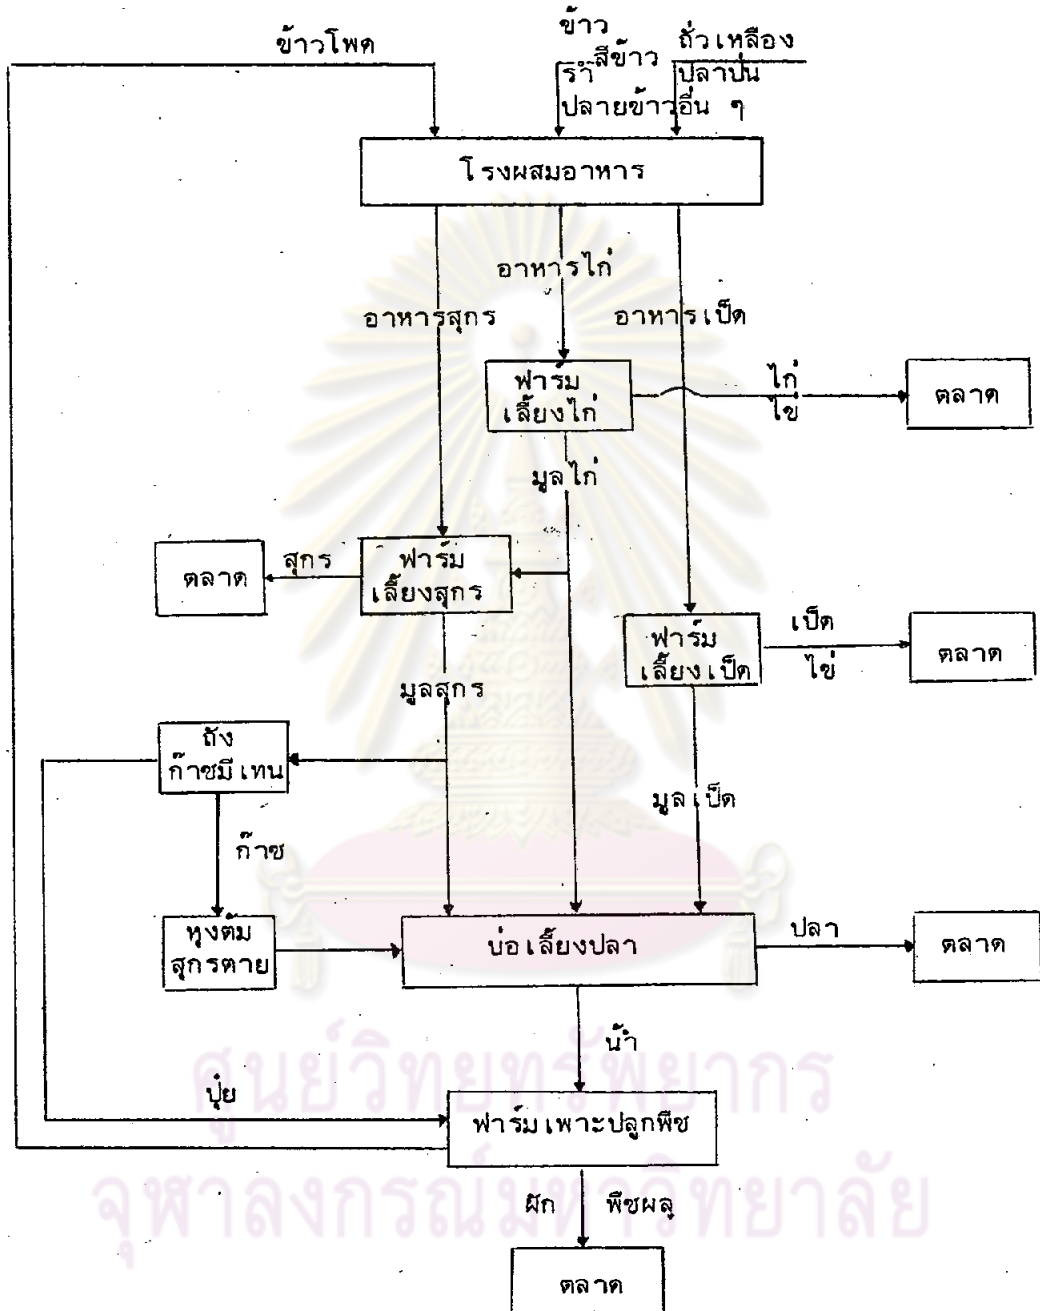 ข้าวโพด
ข้าว
สีข้าว
รำ
ปลายข้าวอื่น ๆ
ถั่วเหลือง
ปลาป่น
โรงผสมอาหาร
อาหารไก่
อาหารสุกร
อาหารเป็ด
ฟาร์ม
เลี้ยงไก่
ไก่
ไข่
ตลาด
มูลไก่
ตลาด
สุกร
ฟาร์ม
เลี้ยงสุกร
ฟาร์ม
เลี้ยงเป็ด
เป็ด
ไข่
ตลาด
มูลสุกร
ถัง
ก๊าซมีเทน
มูลเป็ด
ก๊าซ
หุงต้ม
สุกรตาย
บ่อเลี้ยงปลา
ปลา
ตลาด
น้ำ
ปุ๋ย
ฟาร์มเพาะปลูกพืช
ผัก
พืชผล
ตลาด
ศูนย์วิทยทรัพยากร
จุฬาลงกรณ์มหาวิทยาลัย